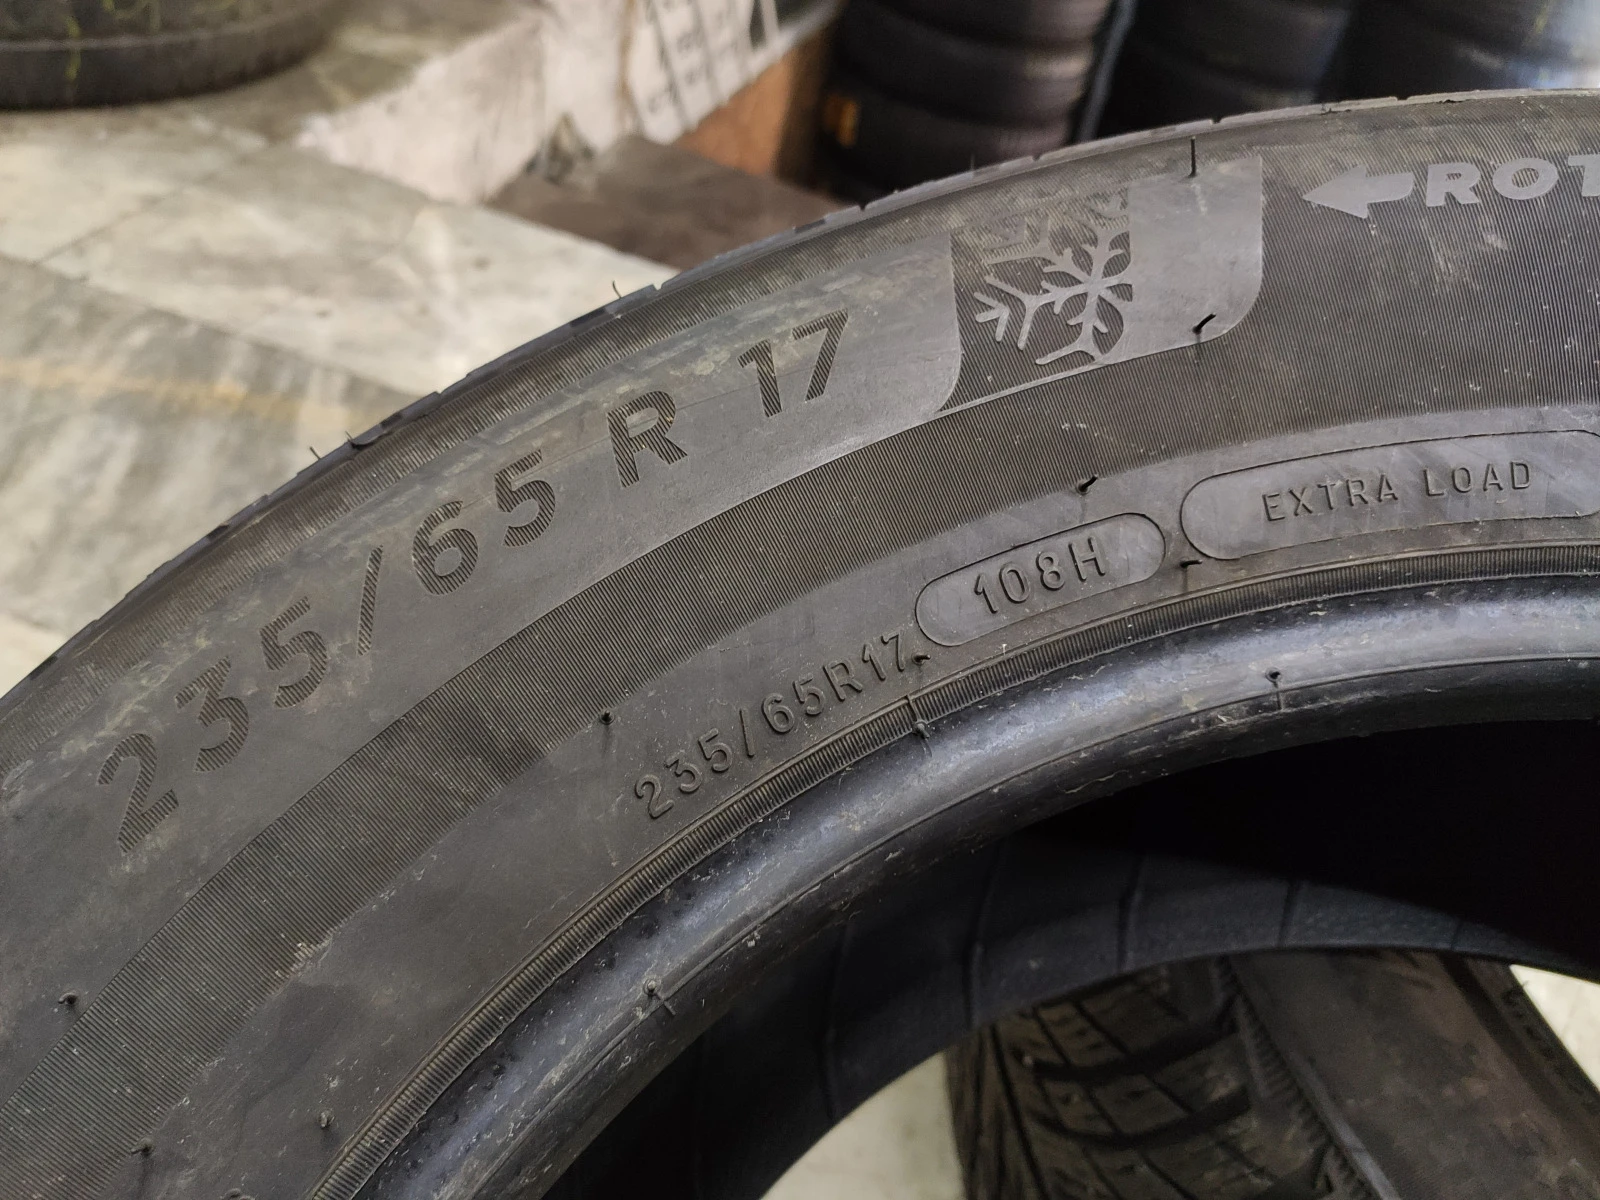 235/65 R 17
ROT
235/65R17 108H EXTRA LOAD